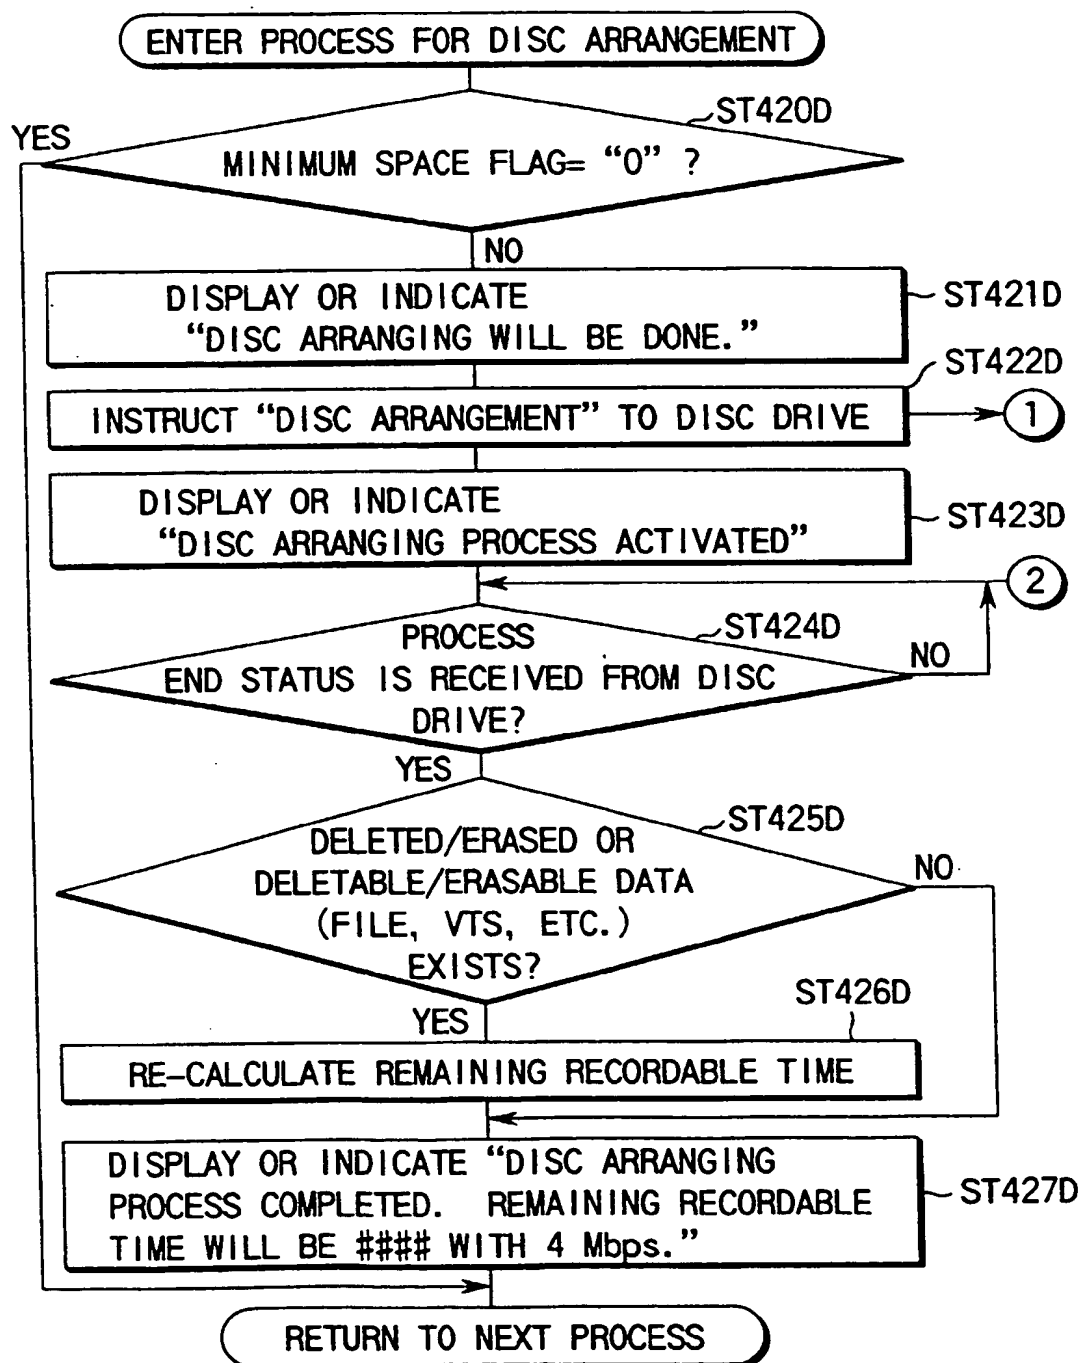 ENTER PROCESS FOR DISC ARRANGEMENT
ST420D
YES
MINIMUM SPACE FLAG= “0” ?
NO
DISPLAY OR INDICATE
“DISC ARRANGING WILL BE DONE.”
ST421D
ST422D
INSTRUCT “DISC ARRANGEMENT” TO DISC DRIVE
1
DISPLAY OR INDICATE
“DISC ARRANGING PROCESS ACTIVATED”
ST423D
2
ST424D
PROCESS
END STATUS IS RECEIVED FROM DISC
DRIVE?
NO
YES
ST425D
DELETED/ERASED OR
DELETABLE/ERASABLE DATA
(FILE, VTS, ETC.)
EXISTS?
NO
YES
ST426D
RE-CALCULATE REMAINING RECORDABLE TIME
DISPLAY OR INDICATE “DISC ARRANGING
PROCESS COMPLETED. REMAINING RECORDABLE
TIME WILL BE #### WITH 4 Mbps.”
ST427D
RETURN TO NEXT PROCESS